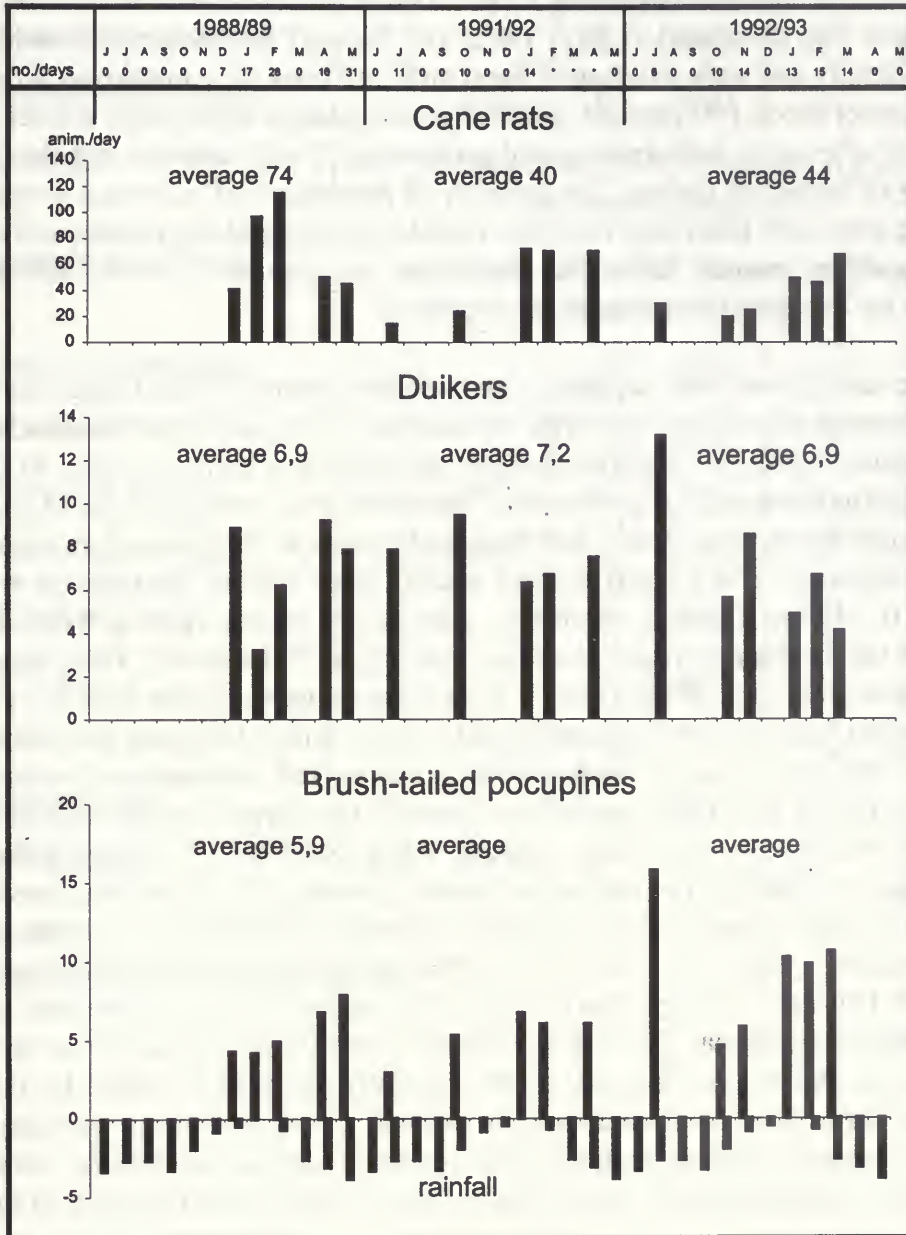 1988/89 1991/92 1992/93
J J A S O N D J F M A M J J A S O N D J F M A M J J A S O N D J F M A M
no./days 0 0 0 0 0 0 7 17 28 0 16 31 0 11 0 0 10 0 0 14 * * * 0 0 6 0 0 10 14 0 13 15 14 0 0
Cane rats
anim./day
140
average 74 average 40 average 44
120
100
80
60
40
20
0
Duikers
14
average 6,9 average 7,2 average 6,9
12
10
8
6
4
2
0
Brush-tailed pocupines
20
average 5,9 average average
15
10
5
0
-5
rainfall